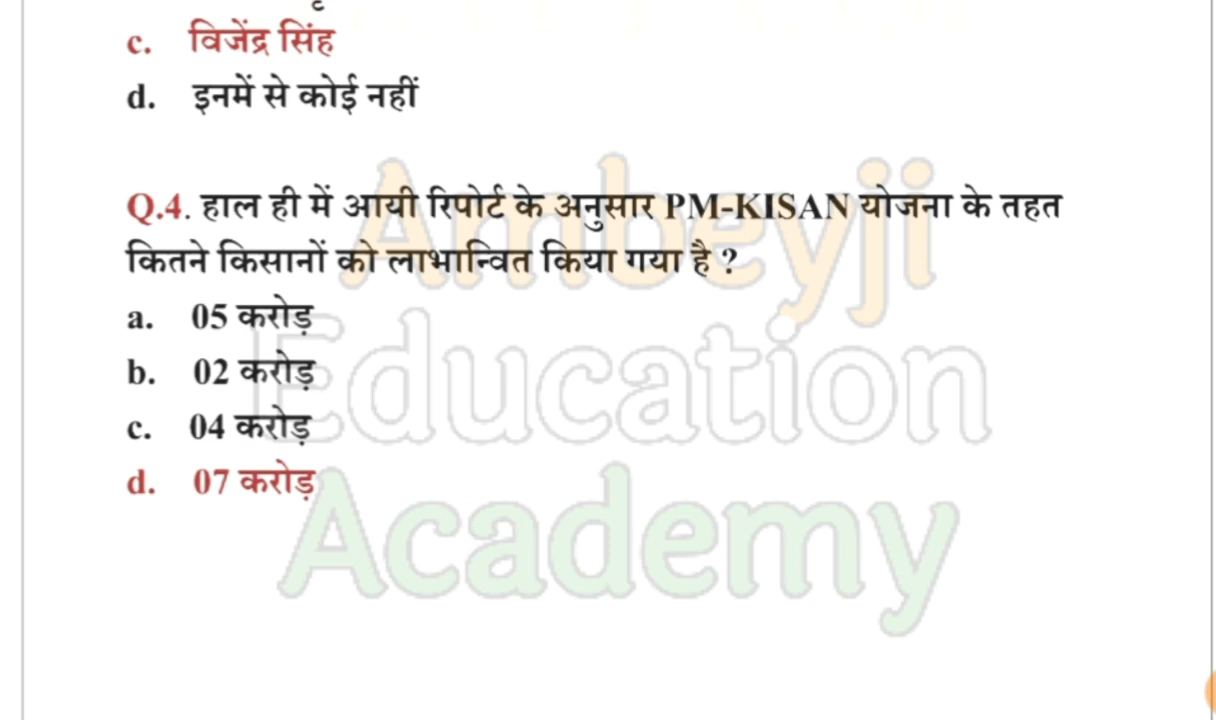 c. विजेंद्र सिंह
d. इनमें से कोई नहीं
Q.4. हाल ही में आयी रिपोर्ट के अनुसार PM-KISAN योजना के तहत
कितने किसानों को लाभान्वित किया गया है ?
a. 05 करोड़
b. 02 करोड़
c. 04 करोड़
d. 07 करोड़
Ambeyji
Education
Academy